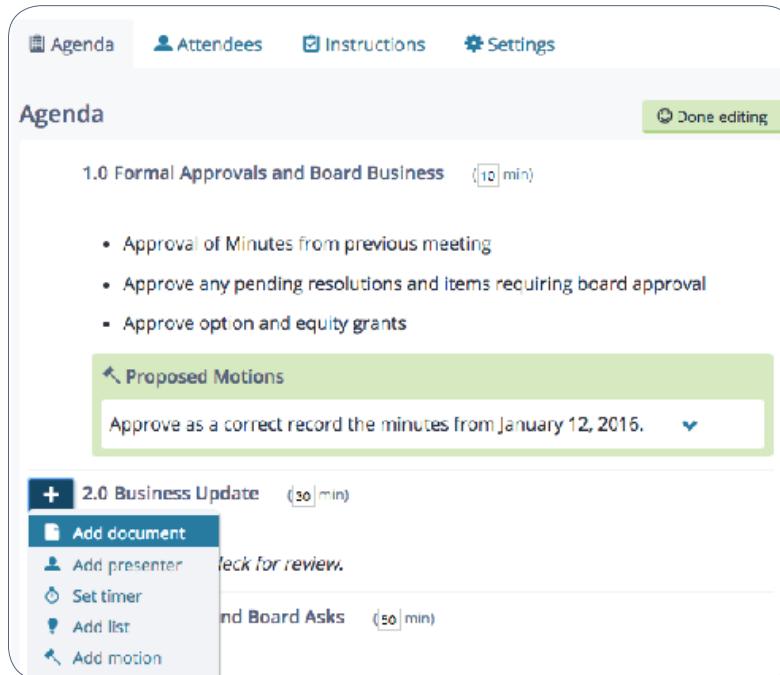 Agenda Attendees Instructions Settings
Agenda
Done editing
1.0 Formal Approvals and Board Business (10 min)
• Approval of Minutes from previous meeting
• Approve any pending resolutions and items requiring board approval
• Approve option and equity grants
Proposed Motions
Approve as a correct record the minutes from January 12, 2016.
+ 2.0 Business Update (30 min)
Add document
Add presenter
deck for review.
Set timer
nd Board Asks (50 min)
Add list
Add motion